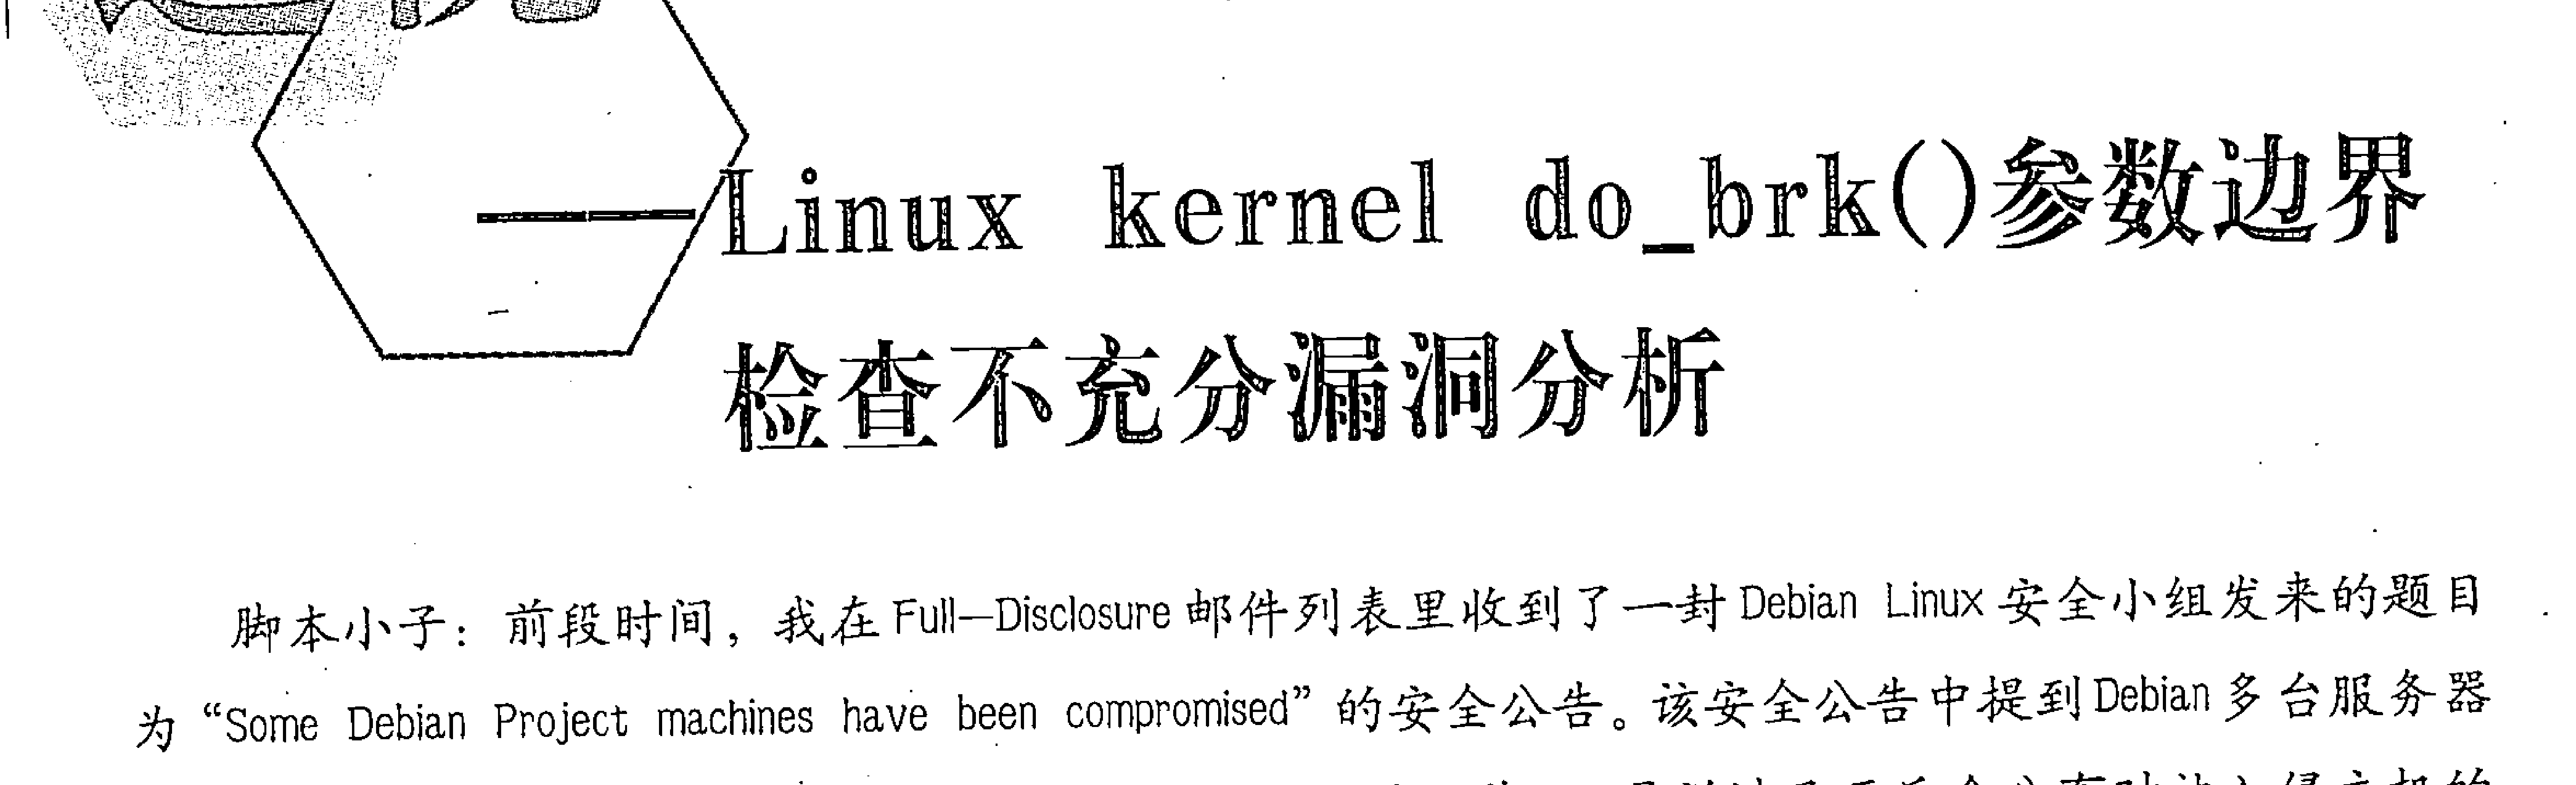 ——Linux kernel do_brk()参数边界
检查不充分漏洞分析
脚本小子：前段时间，我在Full—Disclosure邮件列表里收到了一封Debian Linux安全小组发来的题目
为“Some Debian Project machines have been compromised”的安全公告。该安全公告中提到Debian多台服务器